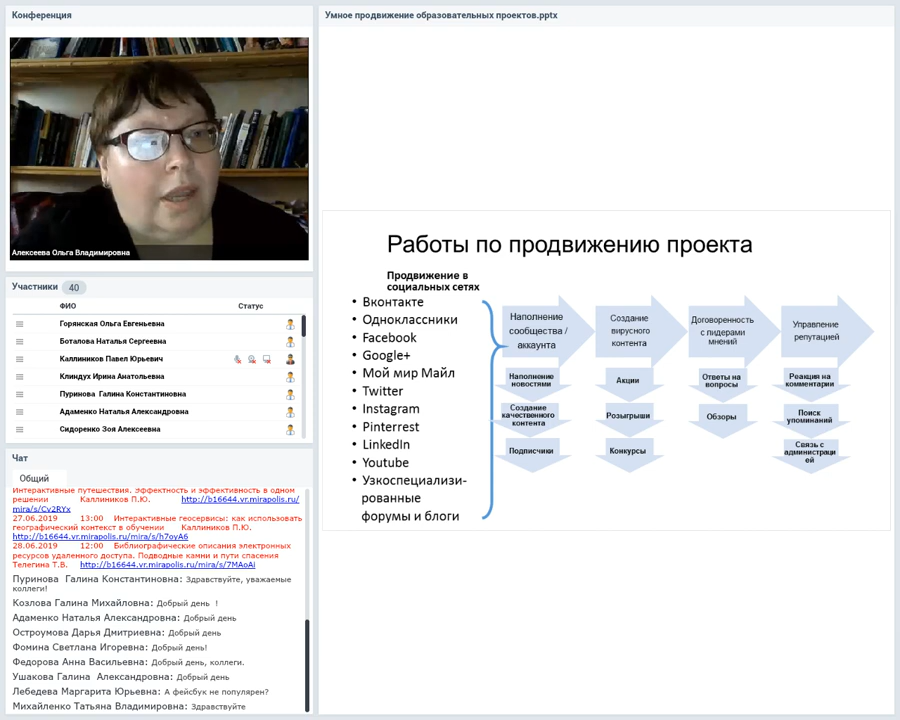 Конференция
Алексеева Ольга Владимировна
Участники 40
ФИО Статус
Горянская Ольга Евгеньевна
Боталова Наталья Сергеевна
Каллиников Павел Юрьевич
Клиндух Ирина Анатольевна
Пуринова Галина Константиновна
Адаменко Наталья Александровна
Сидоренко Зоя Алексеевна
Чат
Общий
Интерактивные путешествия. Эффектность и эффективность в одном
решении Каллиников П.Ю. http://b16644.vr.mirapolis.ru/
mira/s/Cy2RYx
27.06.2019 13:00 Интерактивные геосервисы: как использовать
географический контекст в обучении Каллиников П.Ю.
http://b16644.vr.mirapolis.ru/mira/s/h7oyA6
28.06.2019 12:00 Библиографические описания электронных
ресурсов удаленного доступа. Подводные камни и пути спасения
Телегина Т.В. http://b16644.vr.mirapolis.ru/mira/s/7MAoAi
Пуринова Галина Константиновна: Здравствуйте, уважаемые
коллеги!
Козлова Галина Михайловна: Добрый день !
Адаменко Наталья Александровна: Добрый день
Остроумова Дарья Дмитриевна: Добрый день
Фомина Светлана Игоревна: Добрый день!
Федорова Анна Васильевна: Добрый день, коллеги.
Ушакова Галина Александровна: Добрый день
Лебедева Маргарита Юрьевна: А фейсбук не популярен?
Михайленко Татьяна Владимировна: Здравствуйте
Умное продвижение образовательных проектов.pptx
Работы по продвижению проекта
Продвижение в
социальных сетях
• Вконтакте
• Одноклассники
• Facebook
• Google+
• Мой мир Майл
• Twitter
• Instagram
• Pinterrest
• LinkedIn
• Youtube
• Узкоспециализи-
рованные
форумы и блоги
Наполнение
сообщества /
аккаунта
Наполнение
новостями
Создание
качественного
контента
Подписчики
Создание
вирусного
контента
Акции
Розыгрыши
Конкурсы
Договоренность
с лидерами
мнений
Ответы на
вопросы
Обзоры
Управление
репутацией
Реакция на
комментарии
Поиск
упоминаний
Связь с
администраци
ей